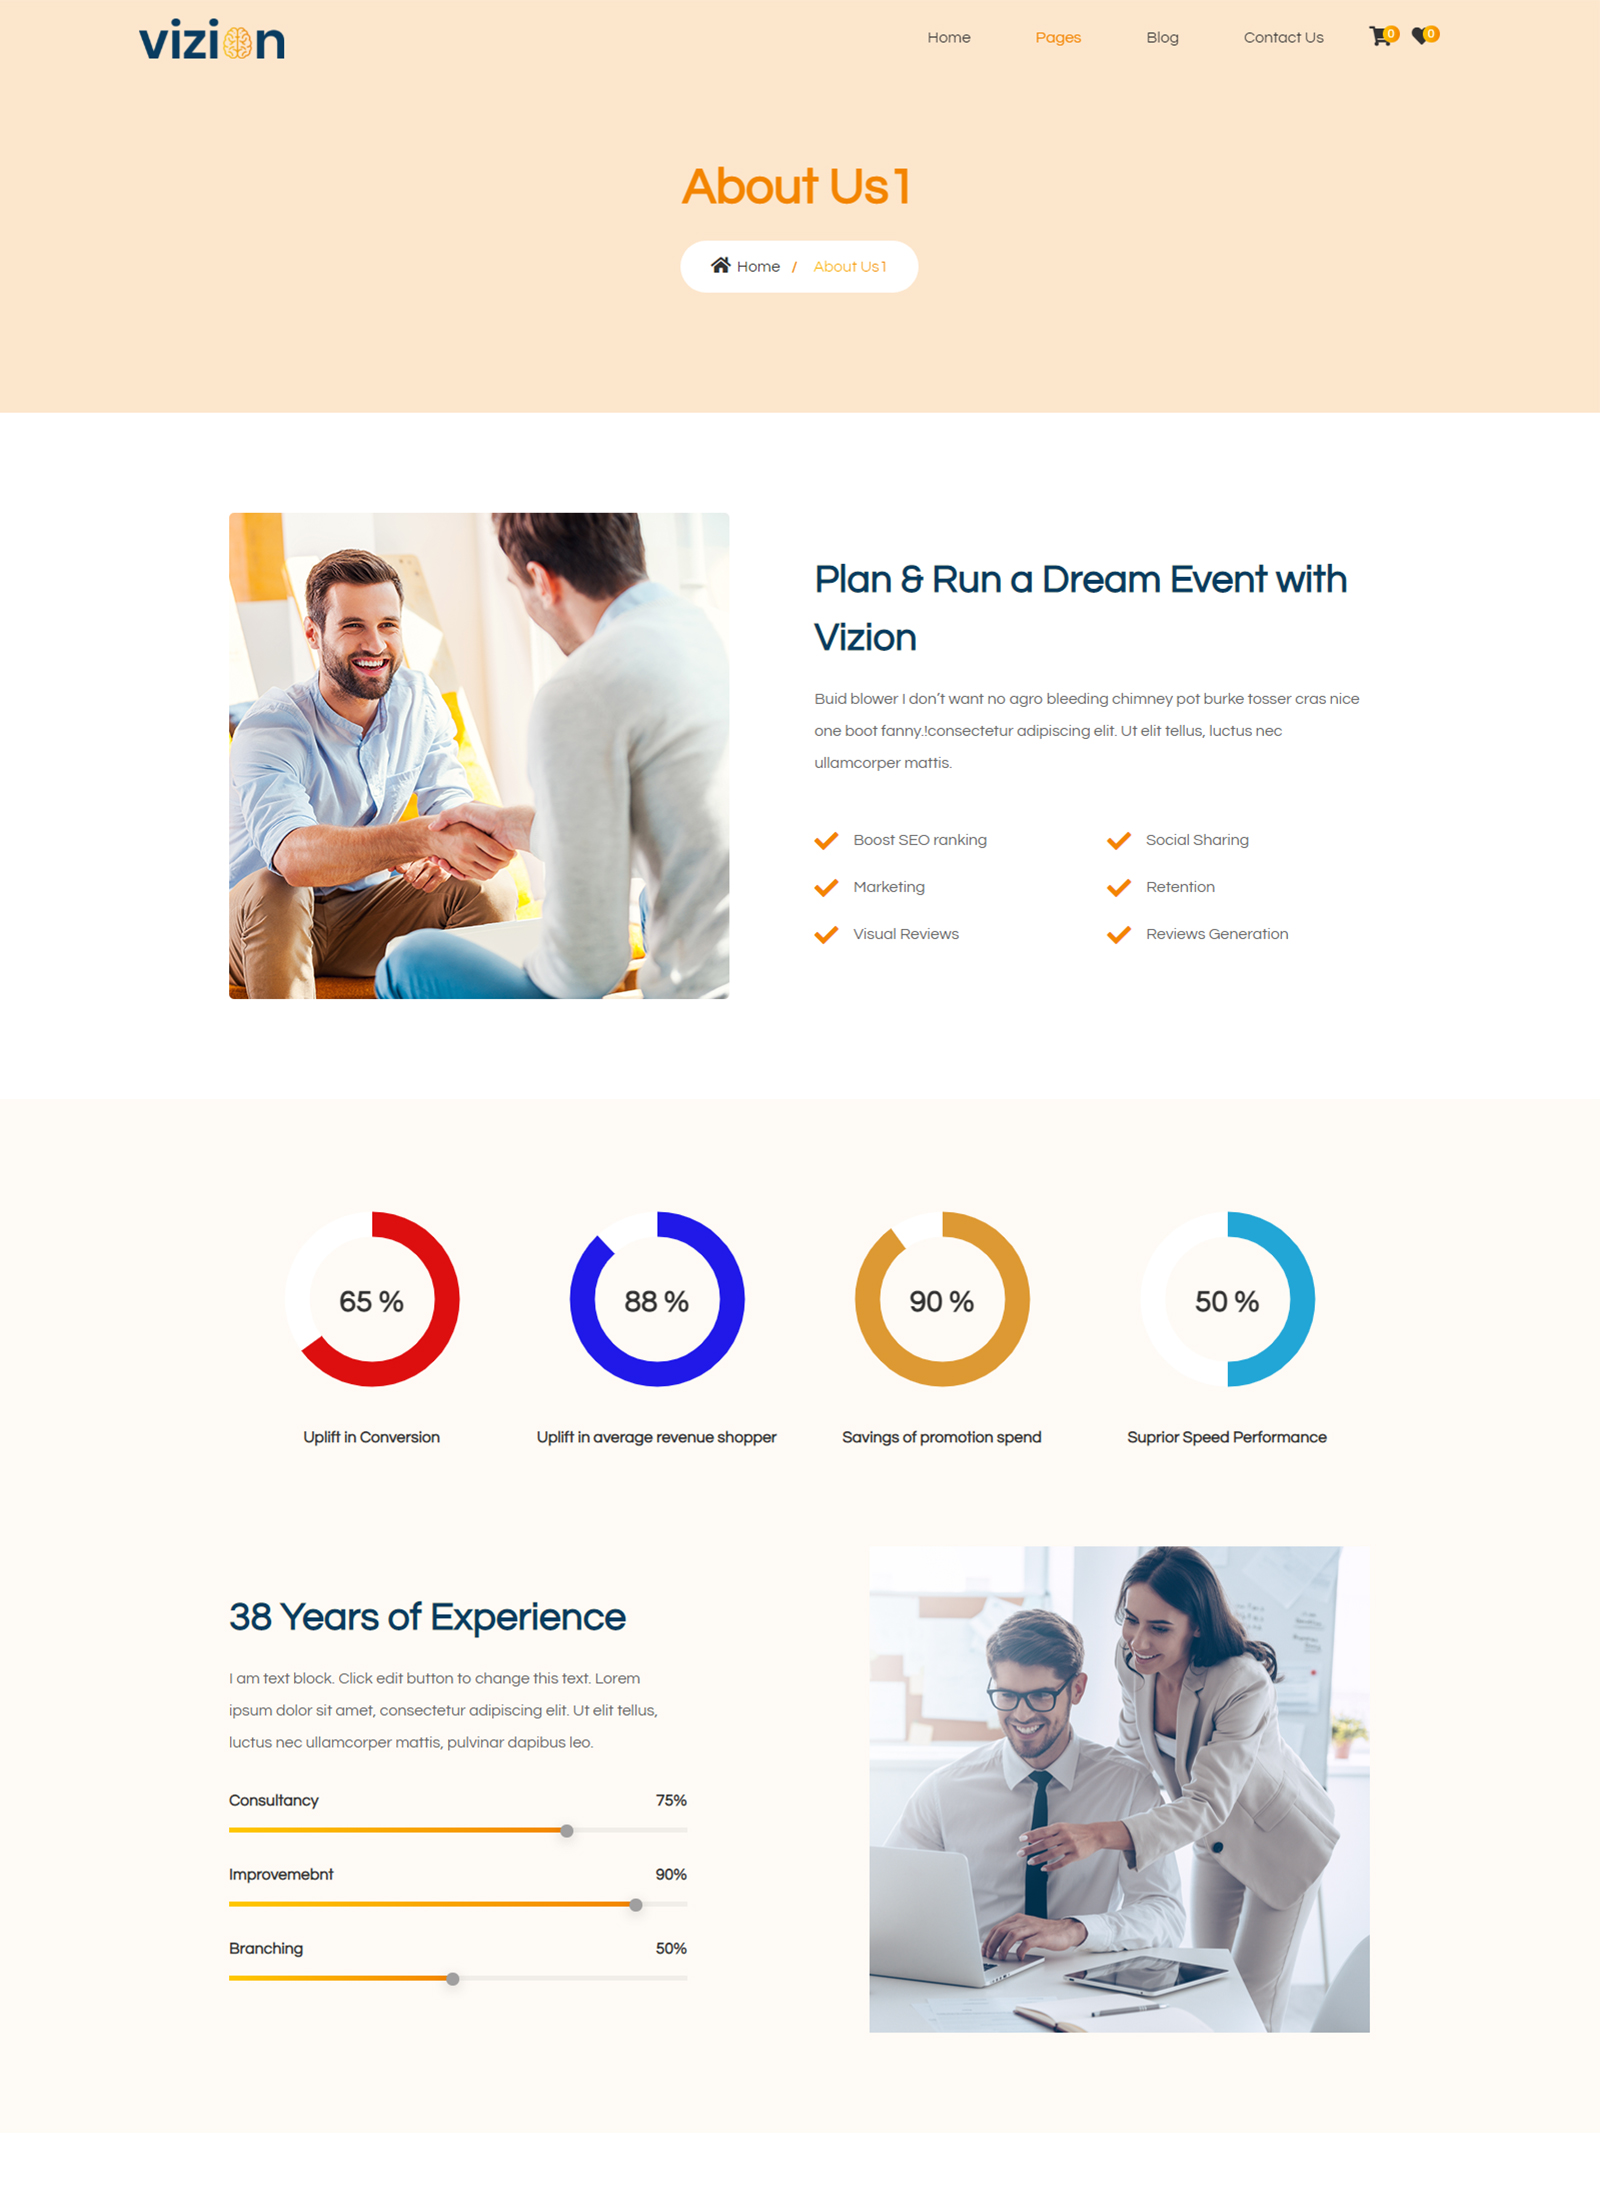 vizion
Home Pages Blog Contact Us 0 0
About Us1
Home / About Us1
Plan & Run a Dream Event with
Vizion
Buid blower I don't want no agro bleeding chimney pot burke tosser cras nice
one boot fanny.!consectetur adipiscing elit. Ut elit tellus, luctus nec
ullamcorper mattis.
Boost SEO ranking
Social Sharing
Marketing
Retention
Visual Reviews
Reviews Generation
65 %
88 %
90 %
50 %
Uplift in Conversion
Uplift in average revenue shopper
Savings of promotion spend
Suprior Speed Performance
38 Years of Experience
I am text block. Click edit button to change this text. Lorem
ipsum dolor sit amet, consectetur adipiscing elit. Ut elit tellus,
luctus nec ullamcorper mattis, pulvinar dapibus leo.
Consultancy 75%
Improvemebnt 90%
Branching 50%